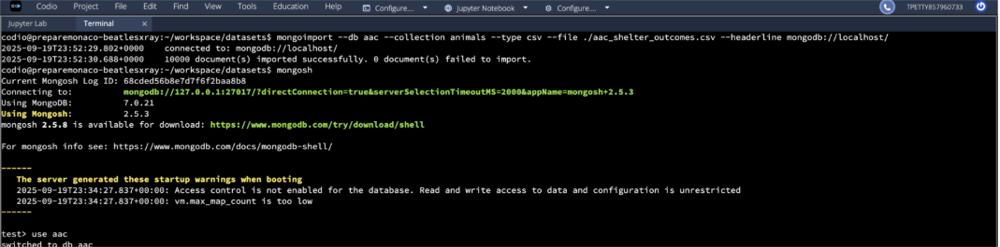 Codio Project File Edit Find View Tools Education Help Configure.... Jupyter Notebook Configure.... TPETTY857960733
Jupyter Lab Terminal ×
codio@preparemonaco-beatlesxray:~/workspace/datasets$ mongoimport --db aac --collection animals --type csv --file ./aac_shelter_outcomes.csv --headerline mongodb://localhost/
2025-09-19T23:52:29.802+0000 connected to: mongodb://localhost/
2025-09-19T23:52:30.688+0000 10000 document(s) imported successfully. 0 document(s) failed to import.
codio@preparemonaco-beatlesxray:~/workspace/datasets$ mongosh
Current Mongosh Log ID: 68cded56b8e7d7f6f2baa8b8
Connecting to: mongodb://127.0.0.1:27017/?directConnection=true&serverSelectionTimeoutMS=2000&appName=mongosh+2.5.3
Using MongoDB: 7.0.21
Using Mongosh: 2.5.3
mongosh 2.5.8 is available for download: https://www.mongodb.com/try/download/shell
For mongosh info see: https://www.mongodb.com/docs/mongodb-shell/
------
The server generated these startup warnings when booting
2025-09-19T23:34:27.837+00:00: Access control is not enabled for the database. Read and write access to data and configuration is unrestricted
2025-09-19T23:34:27.837+00:00: vm.max_map_count is too low
------
test> use aac
switched to db aac